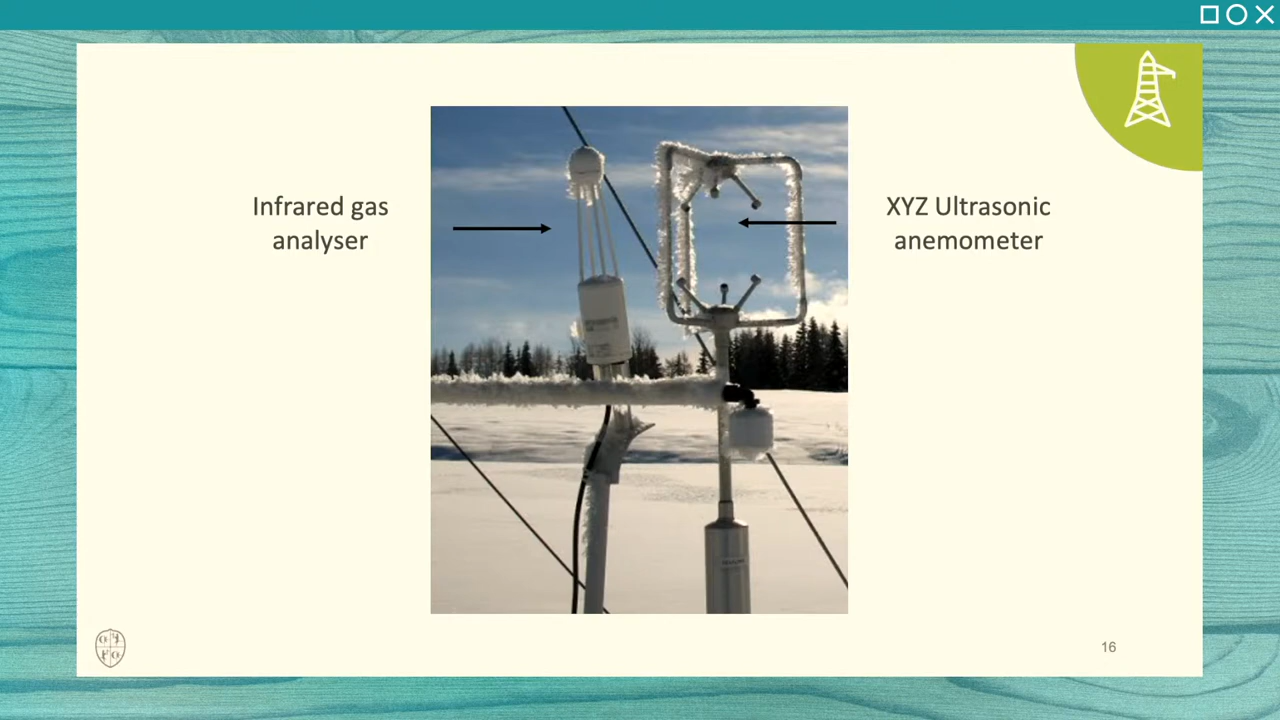 Infrared gas
analyser
XYZ Ultrasonic
anemometer
16